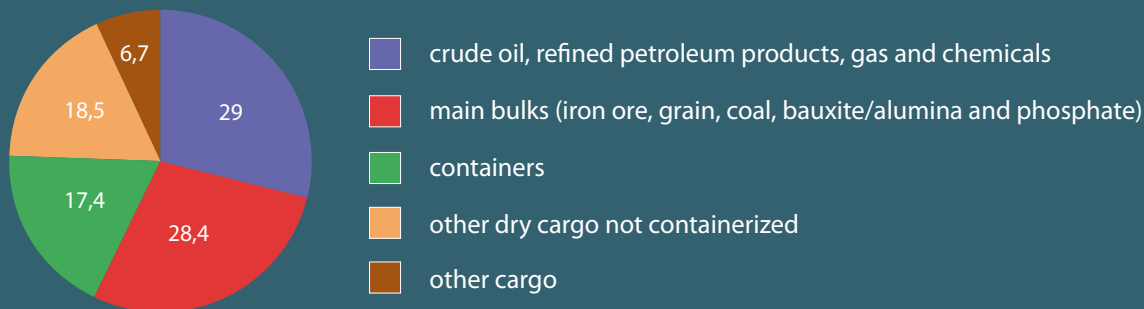 6,7
29
18,5
17,4
28,4
crude oil, refined petroleum products, gas and chemicals
main bulks (iron ore, grain, coal, bauxite/alumina and phosphate)
containers
other dry cargo not containerized
other cargo